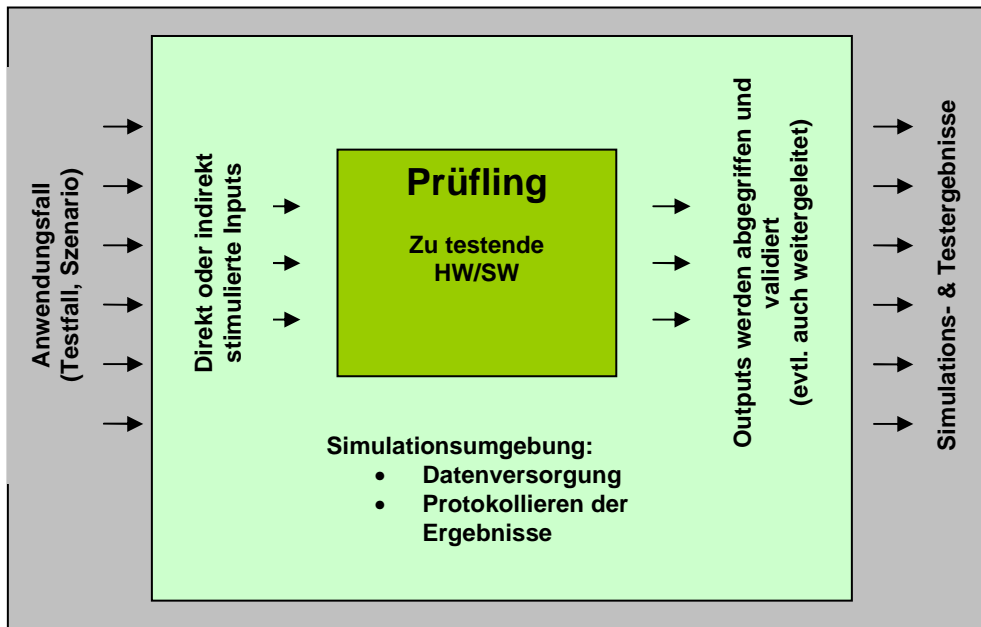 Anwendungsfall
(Testfall, Szenario)
Direkt oder indirekt
stimulierte Inputs
Prüfling
Zu testende
HW/SW
Outputs werden abgegriffen und
validiert
(evtl. auch weitergeleitet)
Simulations- & Testergebnisse
Simulationsumgebung:
• Datenversorgung
• Protokollieren der
Ergebnisse